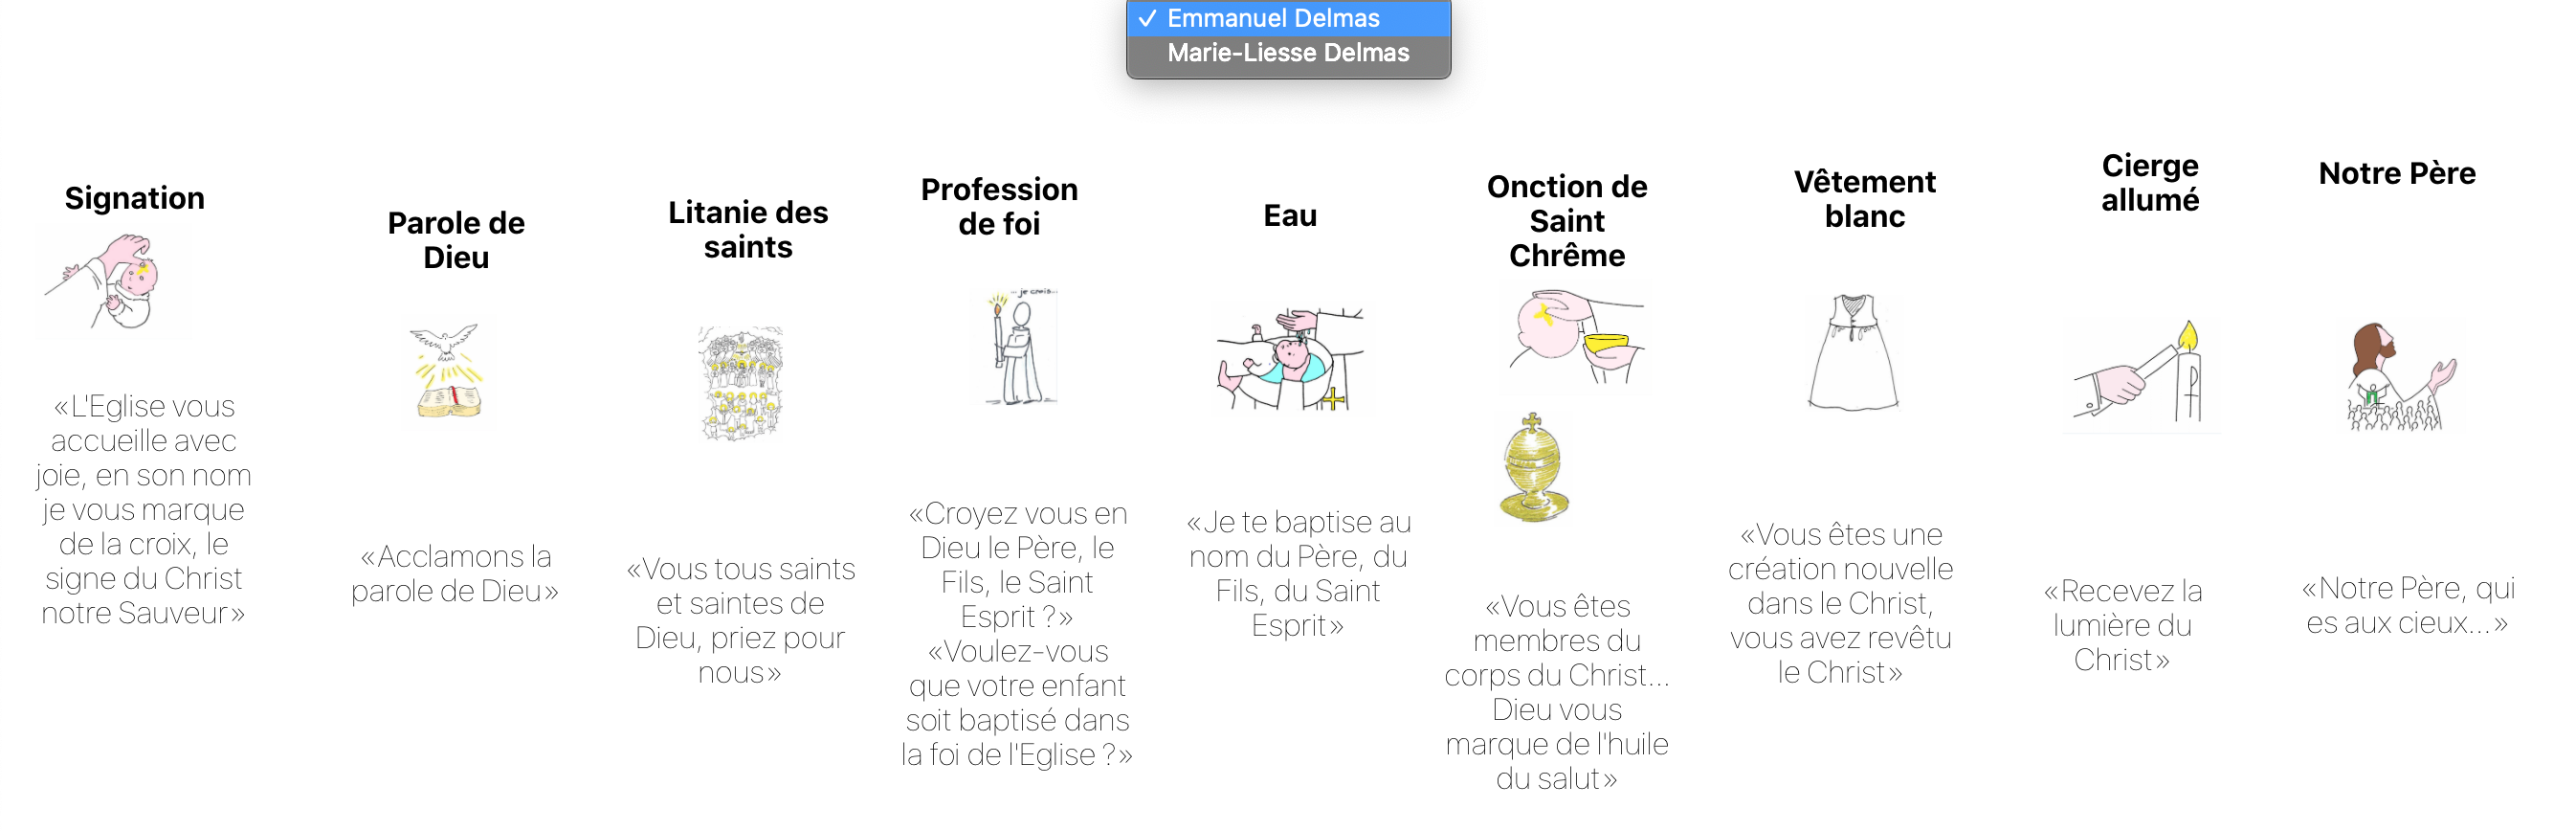 ✓ Emmanuel Delmas
Marie-Liesse Delmas
Signation
«L'Eglise vous
accueille avec
joie, en son nom
je vous marque
de la croix, le
signe du Christ
notre Sauveur»
Parole de
Dieu
«Acclamons la
parole de Dieu»
Litanie des
saints
«Vous tous saints
et saintes de
Dieu, priez pour
nous»
Profession
de foi
... je crois...
«Croyez vous en
Dieu le Père, le
Fils, le Saint
Esprit ?»
«Voulez-vous
que votre enfant
soit baptisé dans
la foi de l'Eglise ?»
Eau
«Je te baptise au
nom du Père, du
Fils, du Saint
Esprit»
Onction de
Saint
Chrême
«Vous êtes
membres du
corps du Christ...
Dieu vous
marque de l'huile
du salut»
Vêtement
blanc
«Vous êtes une
création nouvelle
dans le Christ,
vous avez revêtu
le Christ»
Cierge
allumé
«Recevez la
lumière du
Christ»
Notre Père
«Notre Père, qui
es aux cieux...»